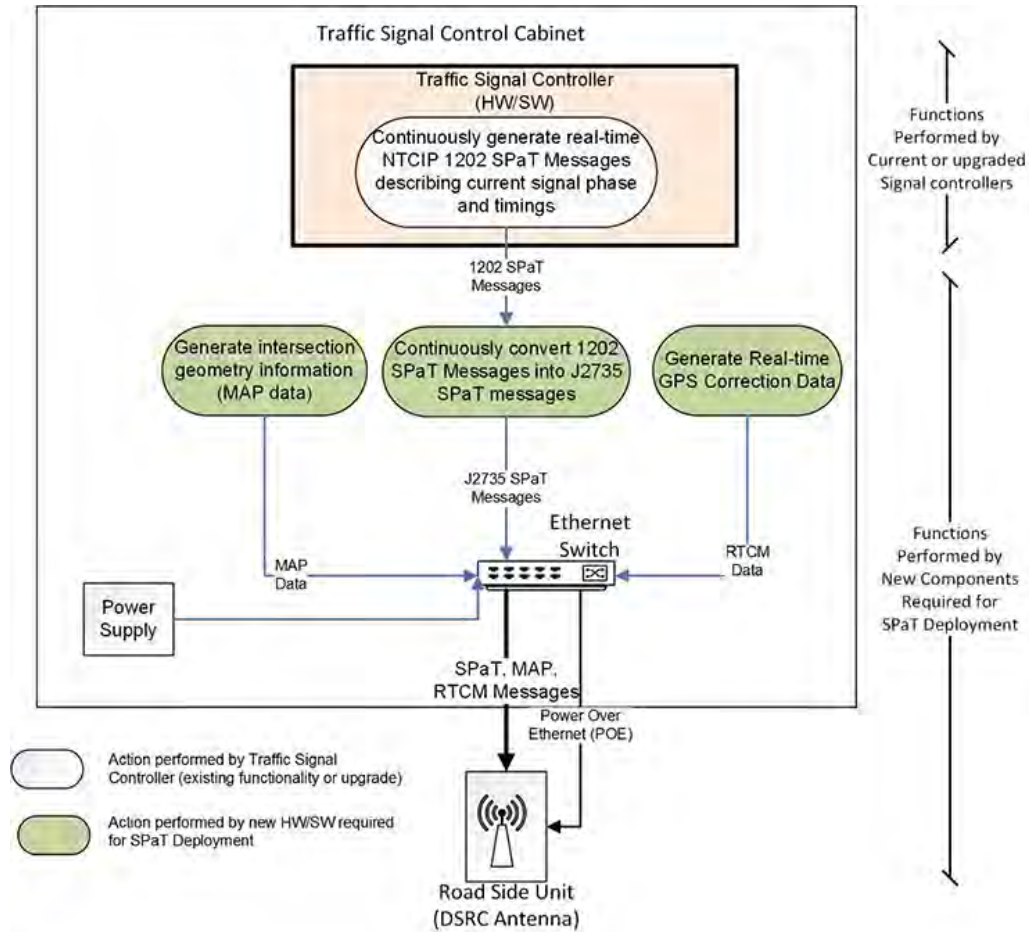 Traffic Signal Control Cabinet
Traffic Signal Controller
(HW/SW)
Continuously generate real-time
NTCIP 1202 SPaT Messages
describing current signal phase
and timings
Functions
Performed by
Current or upgraded
Signal controllers
1202 SPaT
Messages
Generate intersection
geometry information
(MAP data)
Continuously convert 1202
SPaT Messages into J2735
SPaT messages
Generate Real-time
GPS Correction Data
J2735 SPaT
Messages
Ethernet
Switch
MAP
Data
RTCM
Data
Power
Supply
Functions
Performed by
New Components
Required for
SPaT Deployment
SPaT, MAP,
RTCM Messages
Power Over
Ethernet (POE)
Action performed by Traffic Signal
Controller (existing functionality or upgrade)
Action performed by new HW/SW required
for SPaT Deployment
Road Side Unit
(DSRC Antenna)